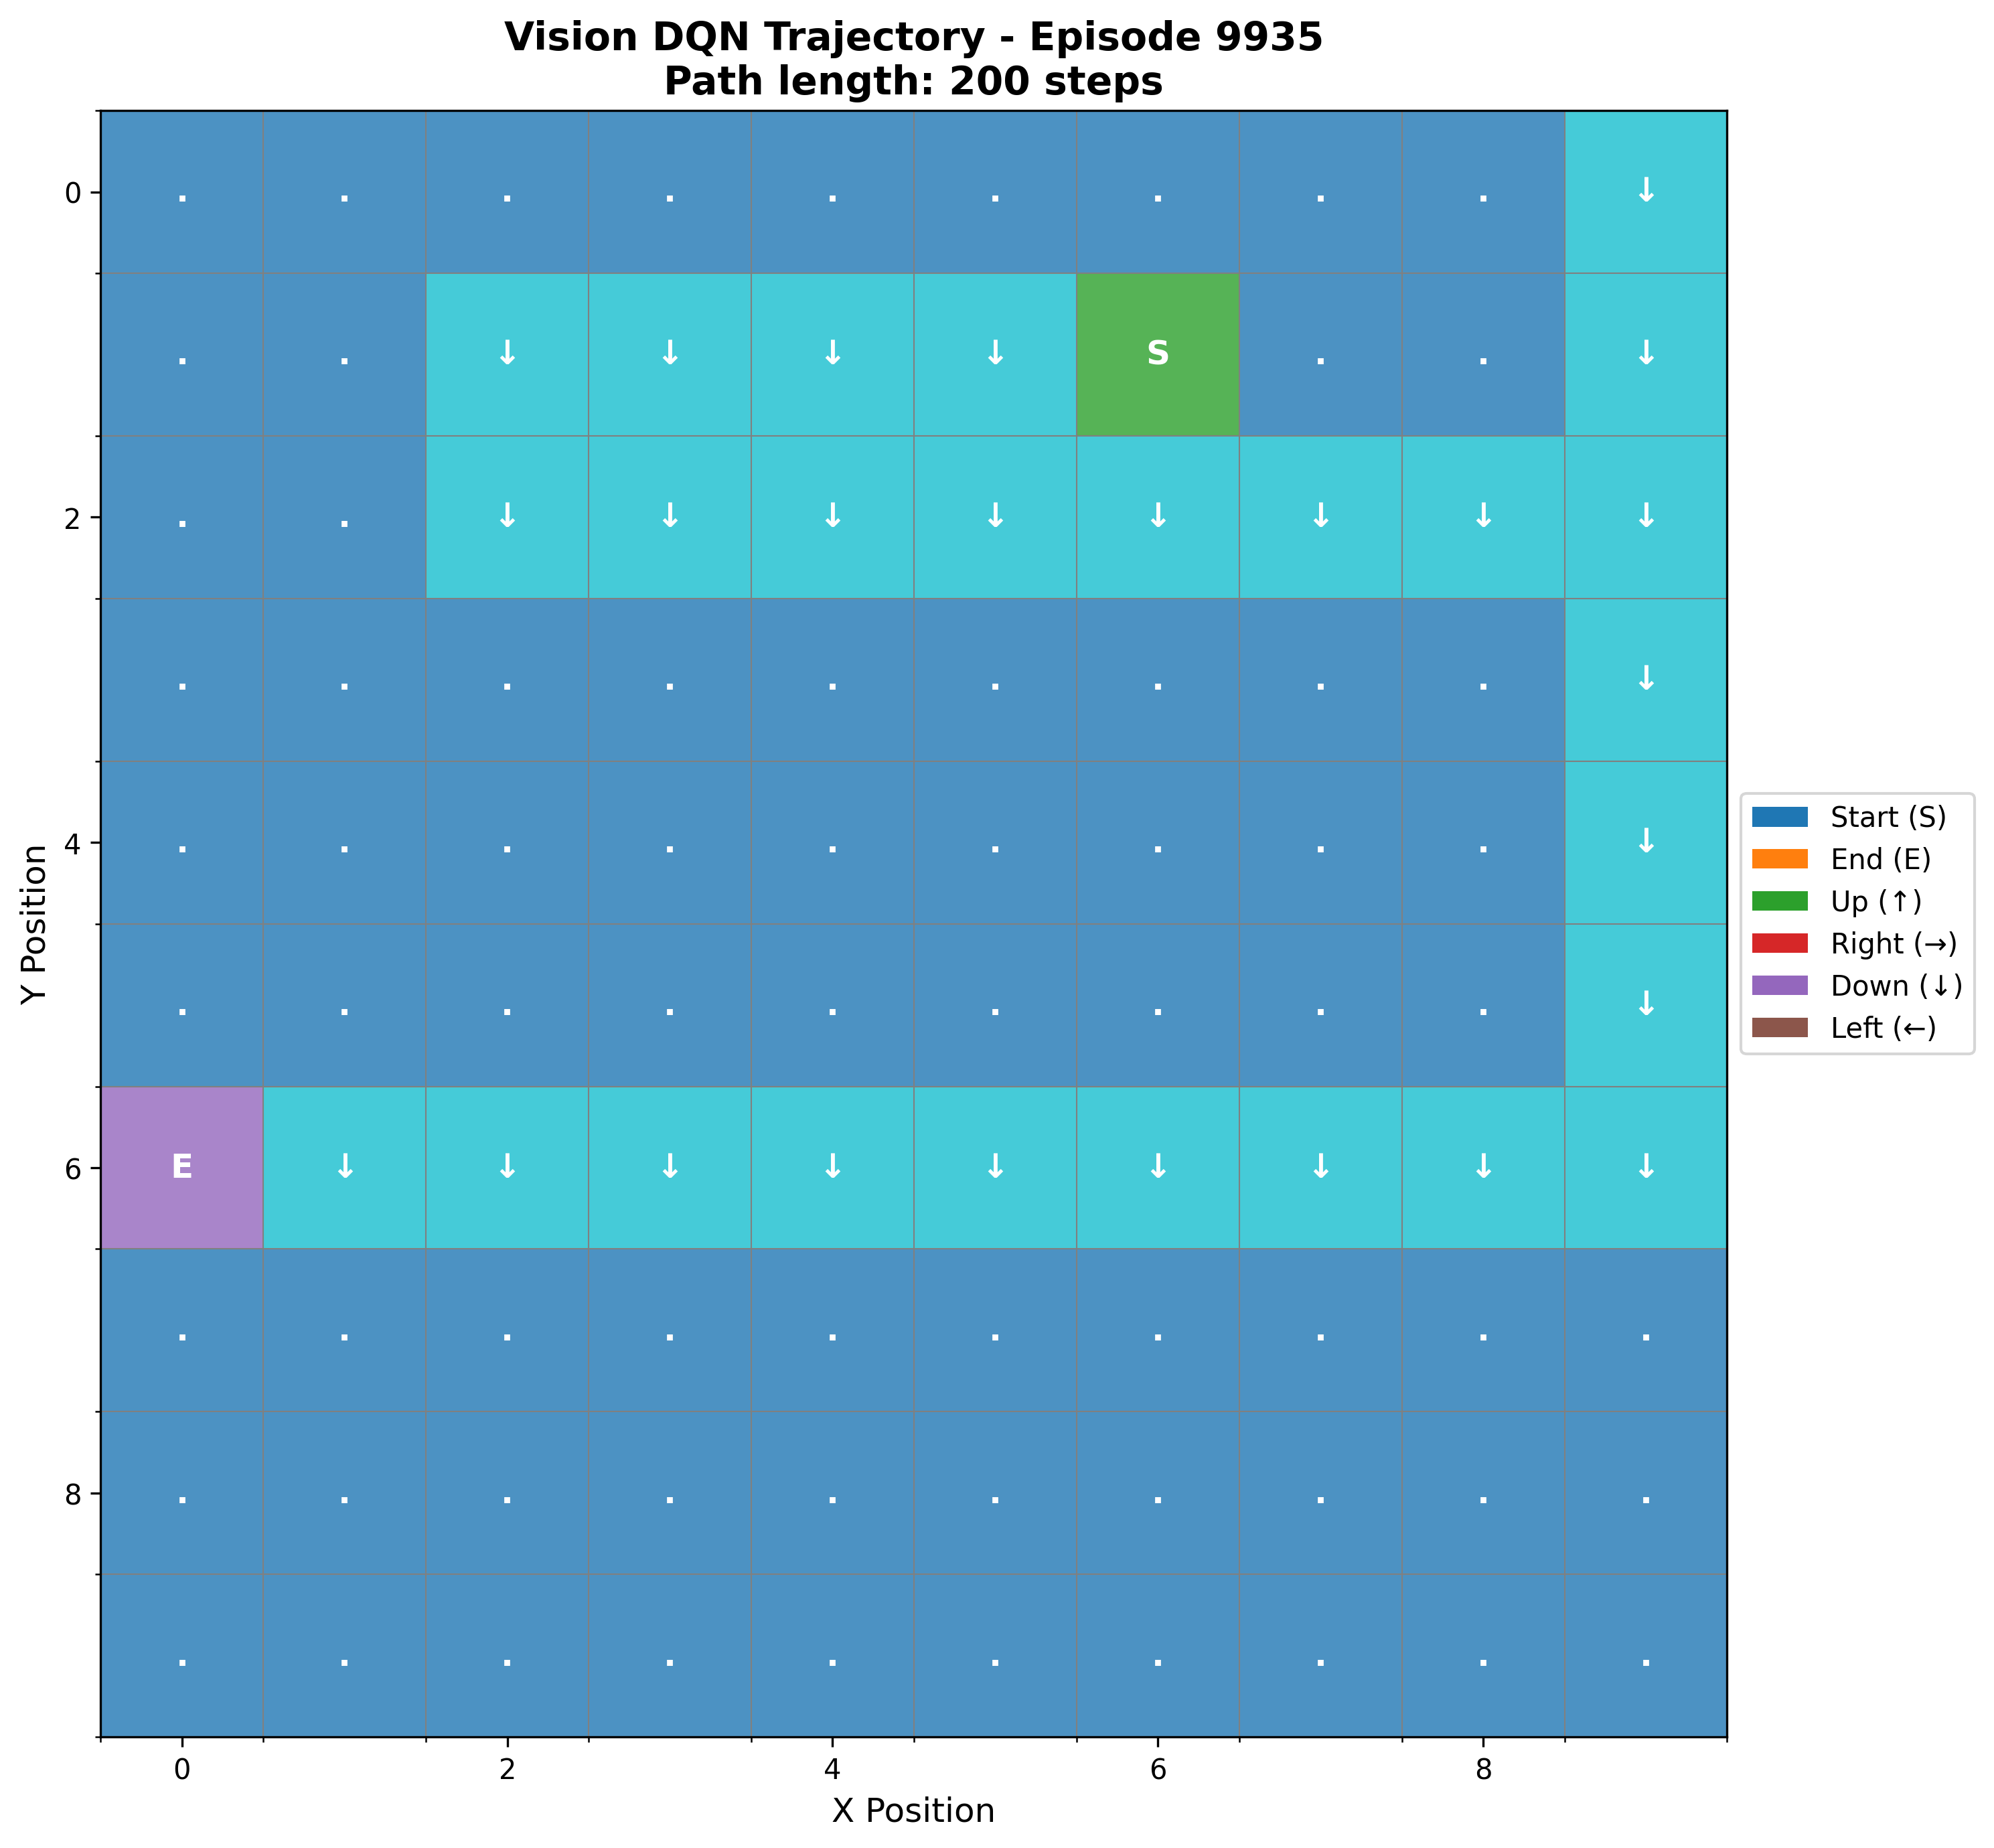 Vision DQN Trajectory - Episode 9935
Path length: 200 steps
0 . . . . . . . . . ↓
. . ↓ ↓ ↓ ↓ S . . ↓
2 . . ↓ ↓ ↓ ↓ ↓ ↓ ↓ ↓
. . . . . . . . . ↓
4 . . . . . . . . . ↓
. . . . . . . . . ↓
6 E ↓ ↓ ↓ ↓ ↓ ↓ ↓ ↓ ↓
. . . . . . . . . .
8 . . . . . . . . . .
. . . . . . . . . .
0 2 4 6 8
X Position
Y Position
Start (S)
End (E)
Up (↑)
Right (→)
Down (↓)
Left (←)